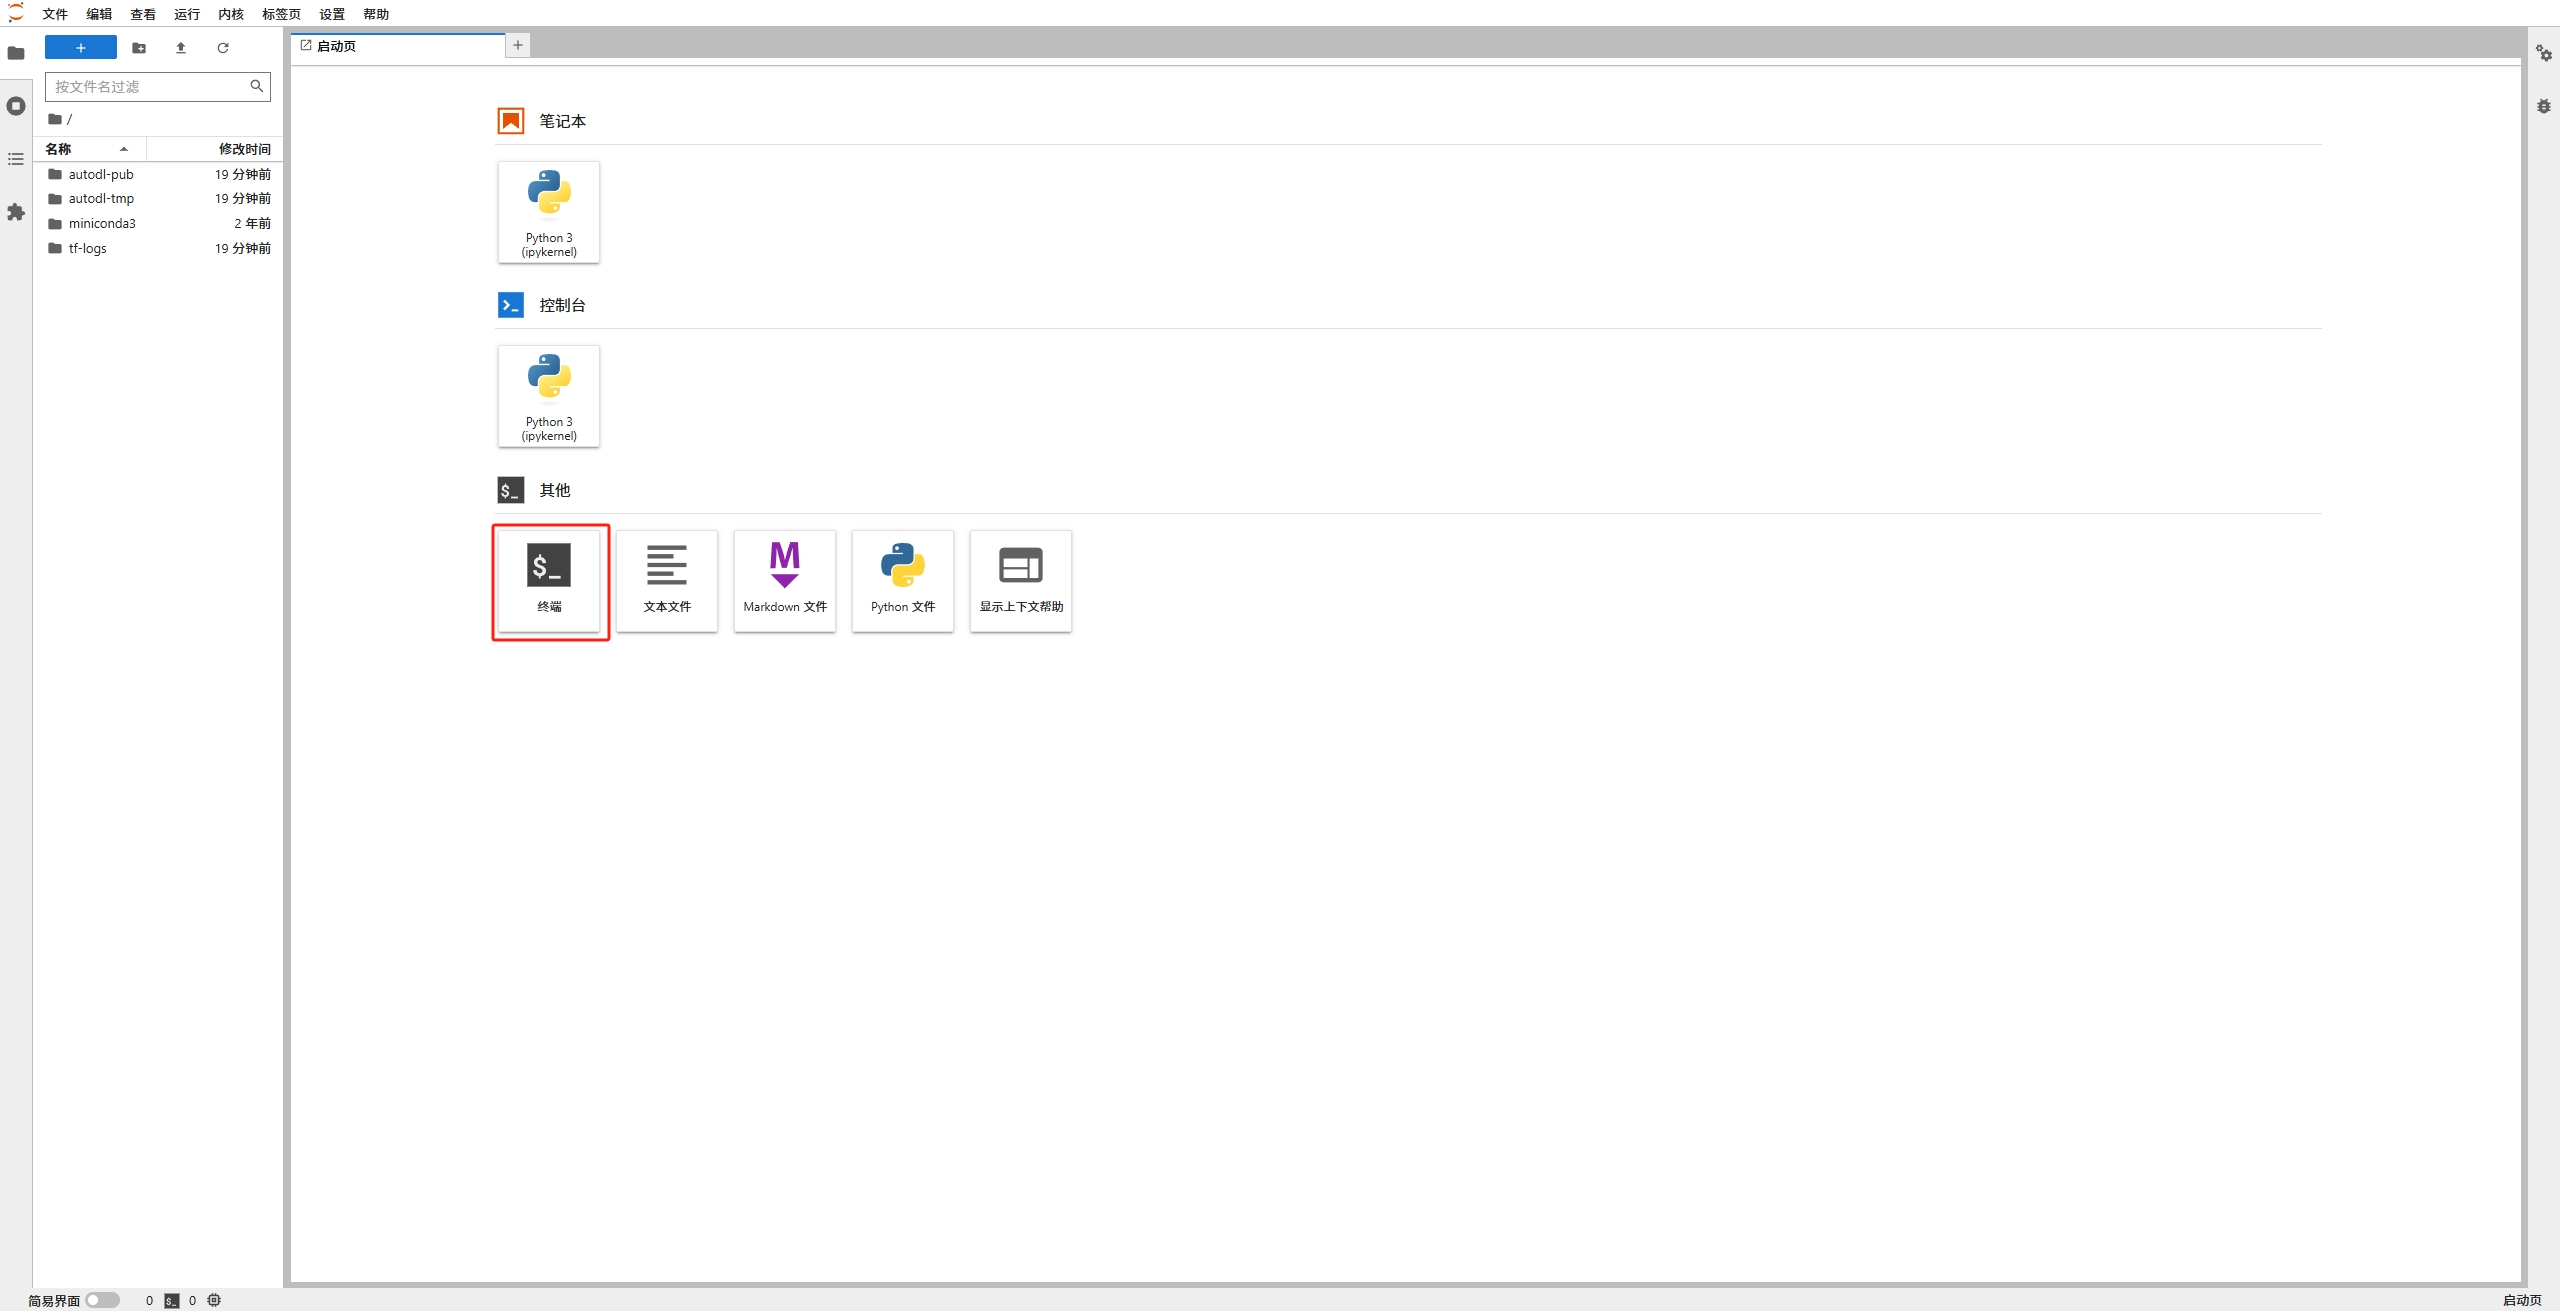 文件 编辑 查看 运行 内核 标签页 设置 帮助
启动页
按文件名过滤
/
名称 修改时间
autodl-pub 19 分钟前
autodl-tmp 19 分钟前
miniconda3 2 年前
tf-logs 19 分钟前
笔记本
Python 3
(ipykernel)
控制台
Python 3
(ipykernel)
$_ 其他
$_
终端
文本文件
M
Markdown 文件
Python 文件
显示上下文帮助
简易界面 0 $_ 0 启动页